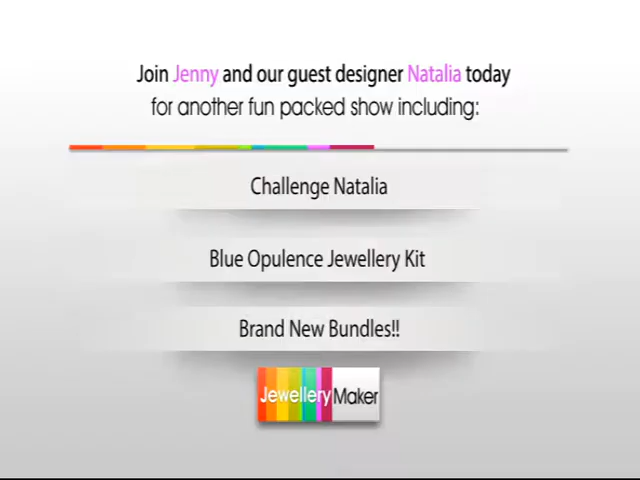 Join Jenny and our guest designer Natalia today
for another fun packed show including:
Challenge Natalia
Blue Opulence Jewellery Kit
Brand New Bundles!!
JewelleryMaker